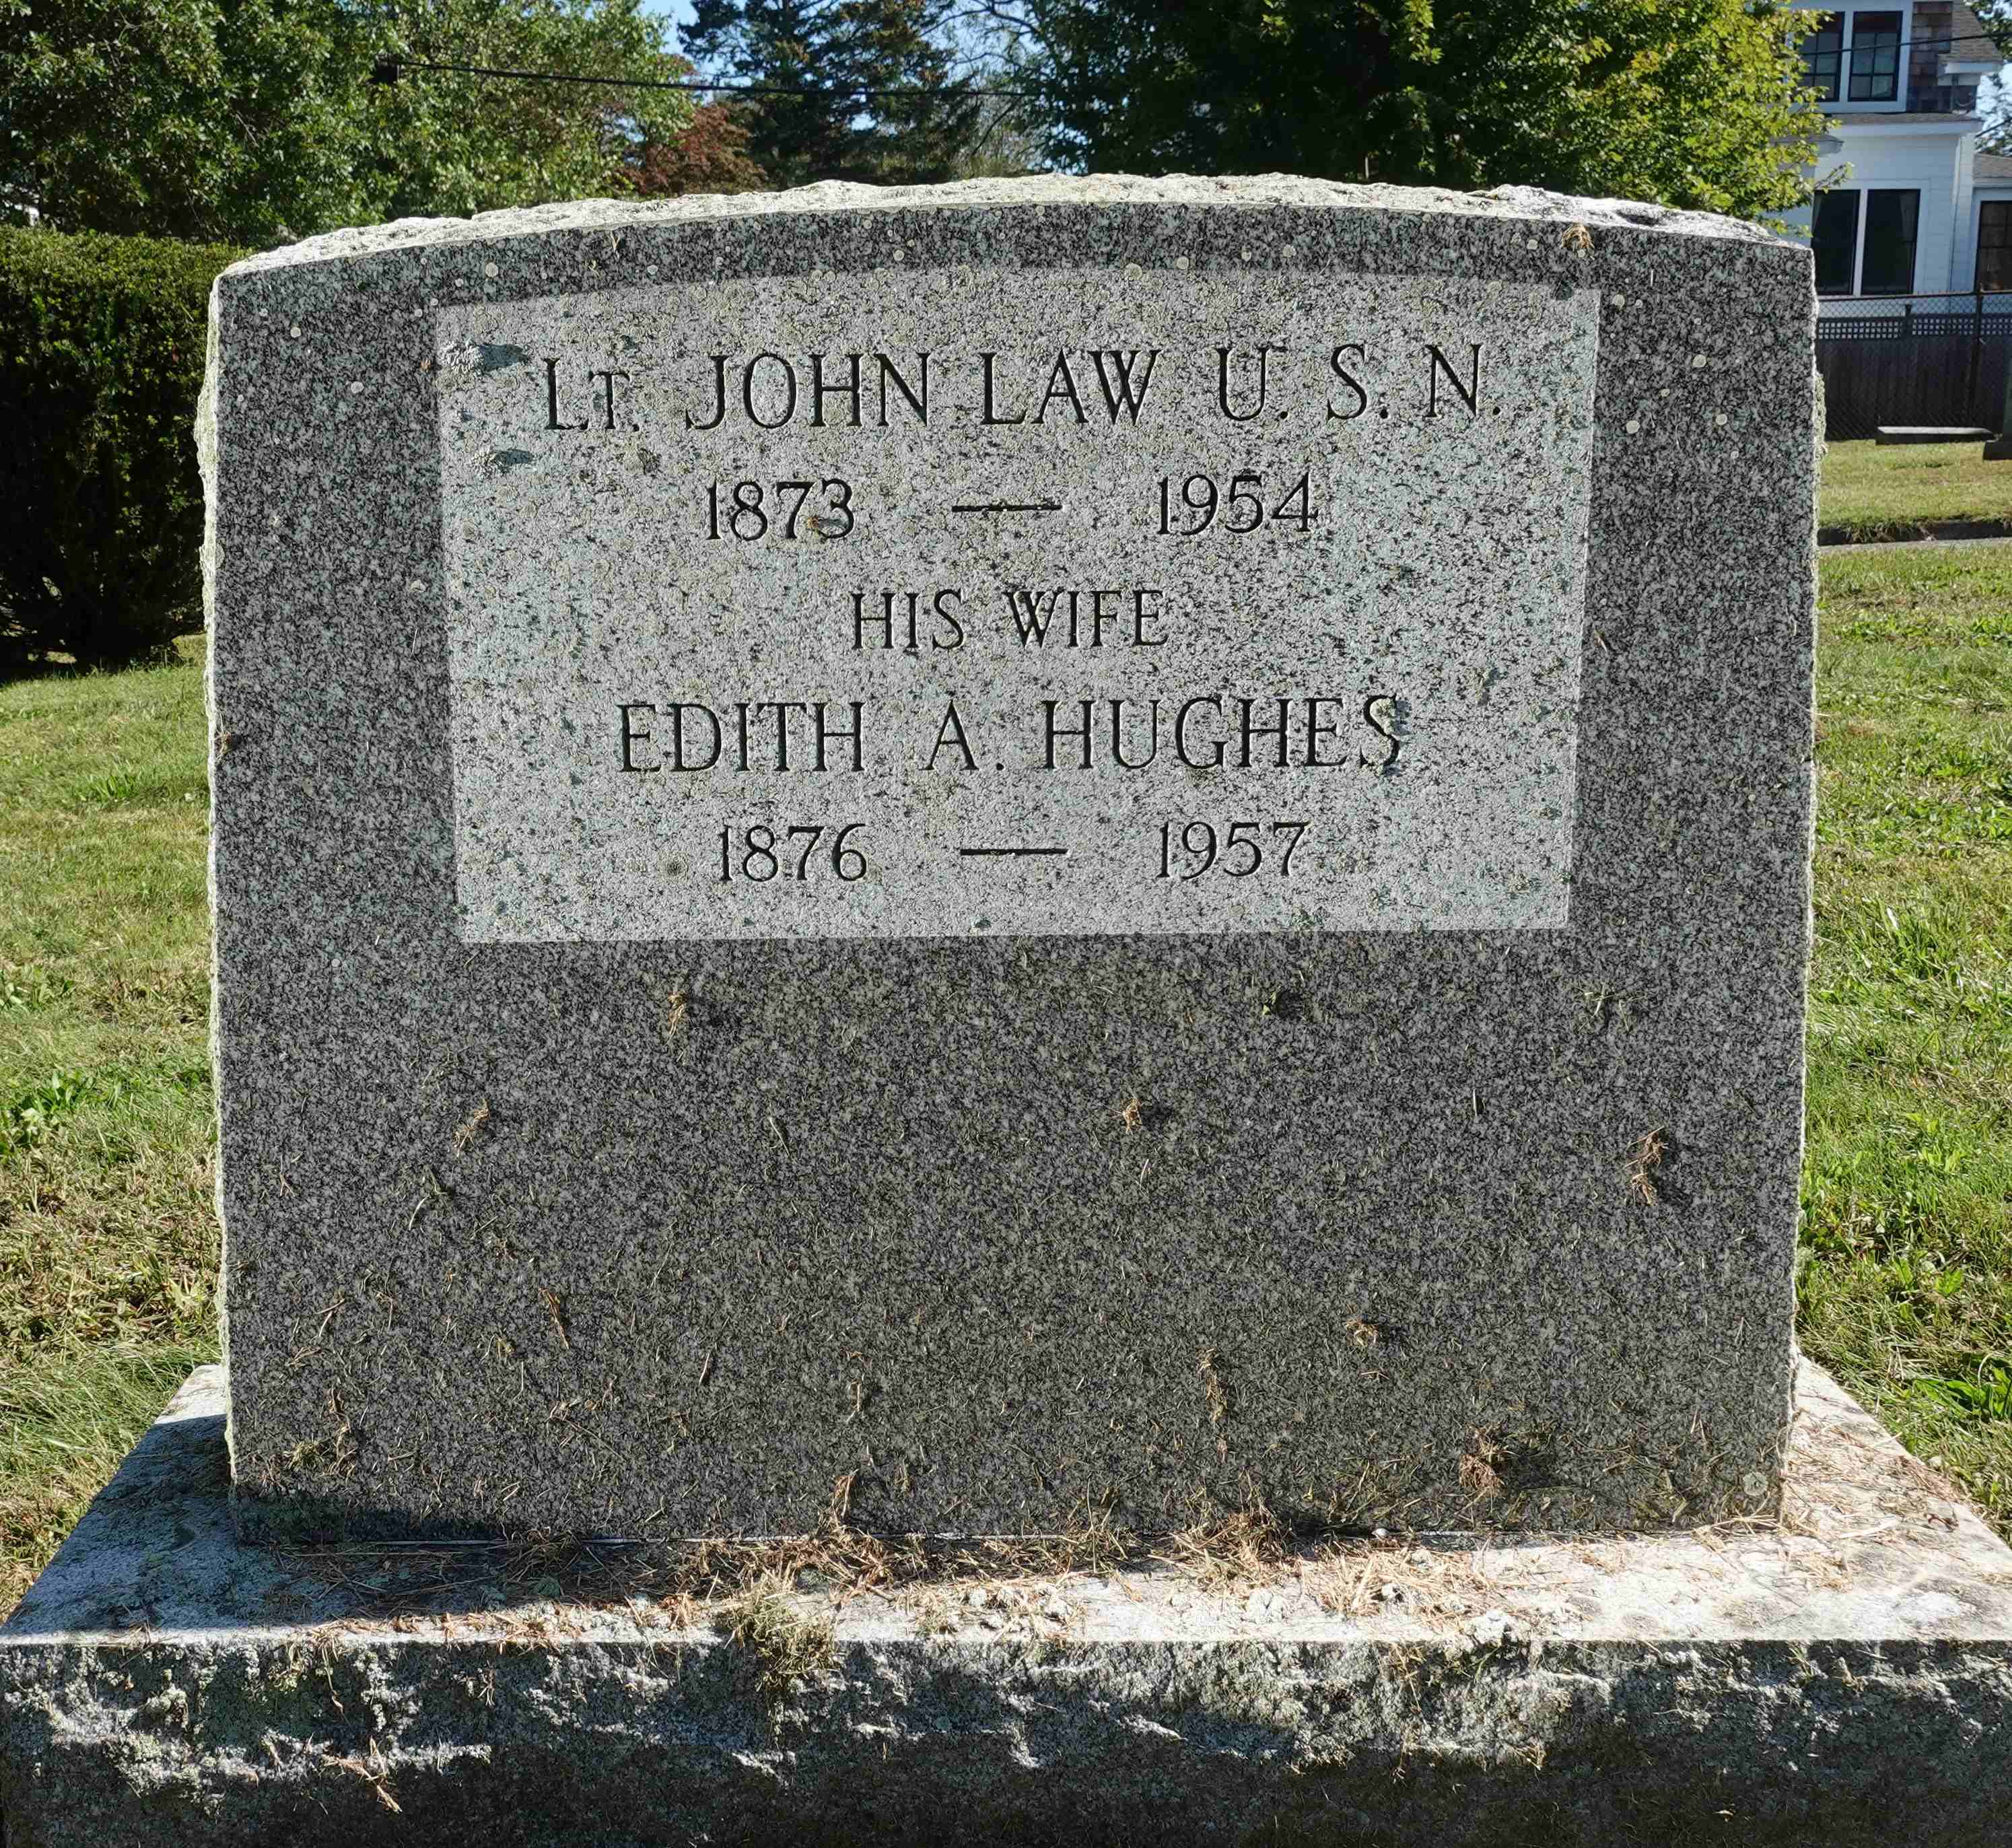 LT. JOHN LAW U. S. N.
1873 — 1954
HIS WIFE
EDITH A. HUGHES
1876 — 1957